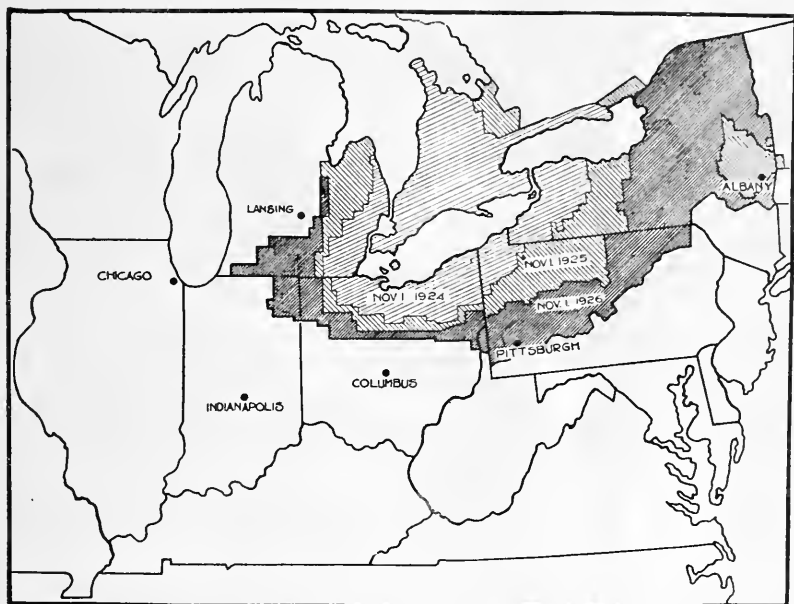 LANSING
ALBANY
CHICAGO
NOV.1.1925
NOV.1.1924
NOV.1.1926
PITTSBURGH
COLUMBUS
INDIANAPOLIS